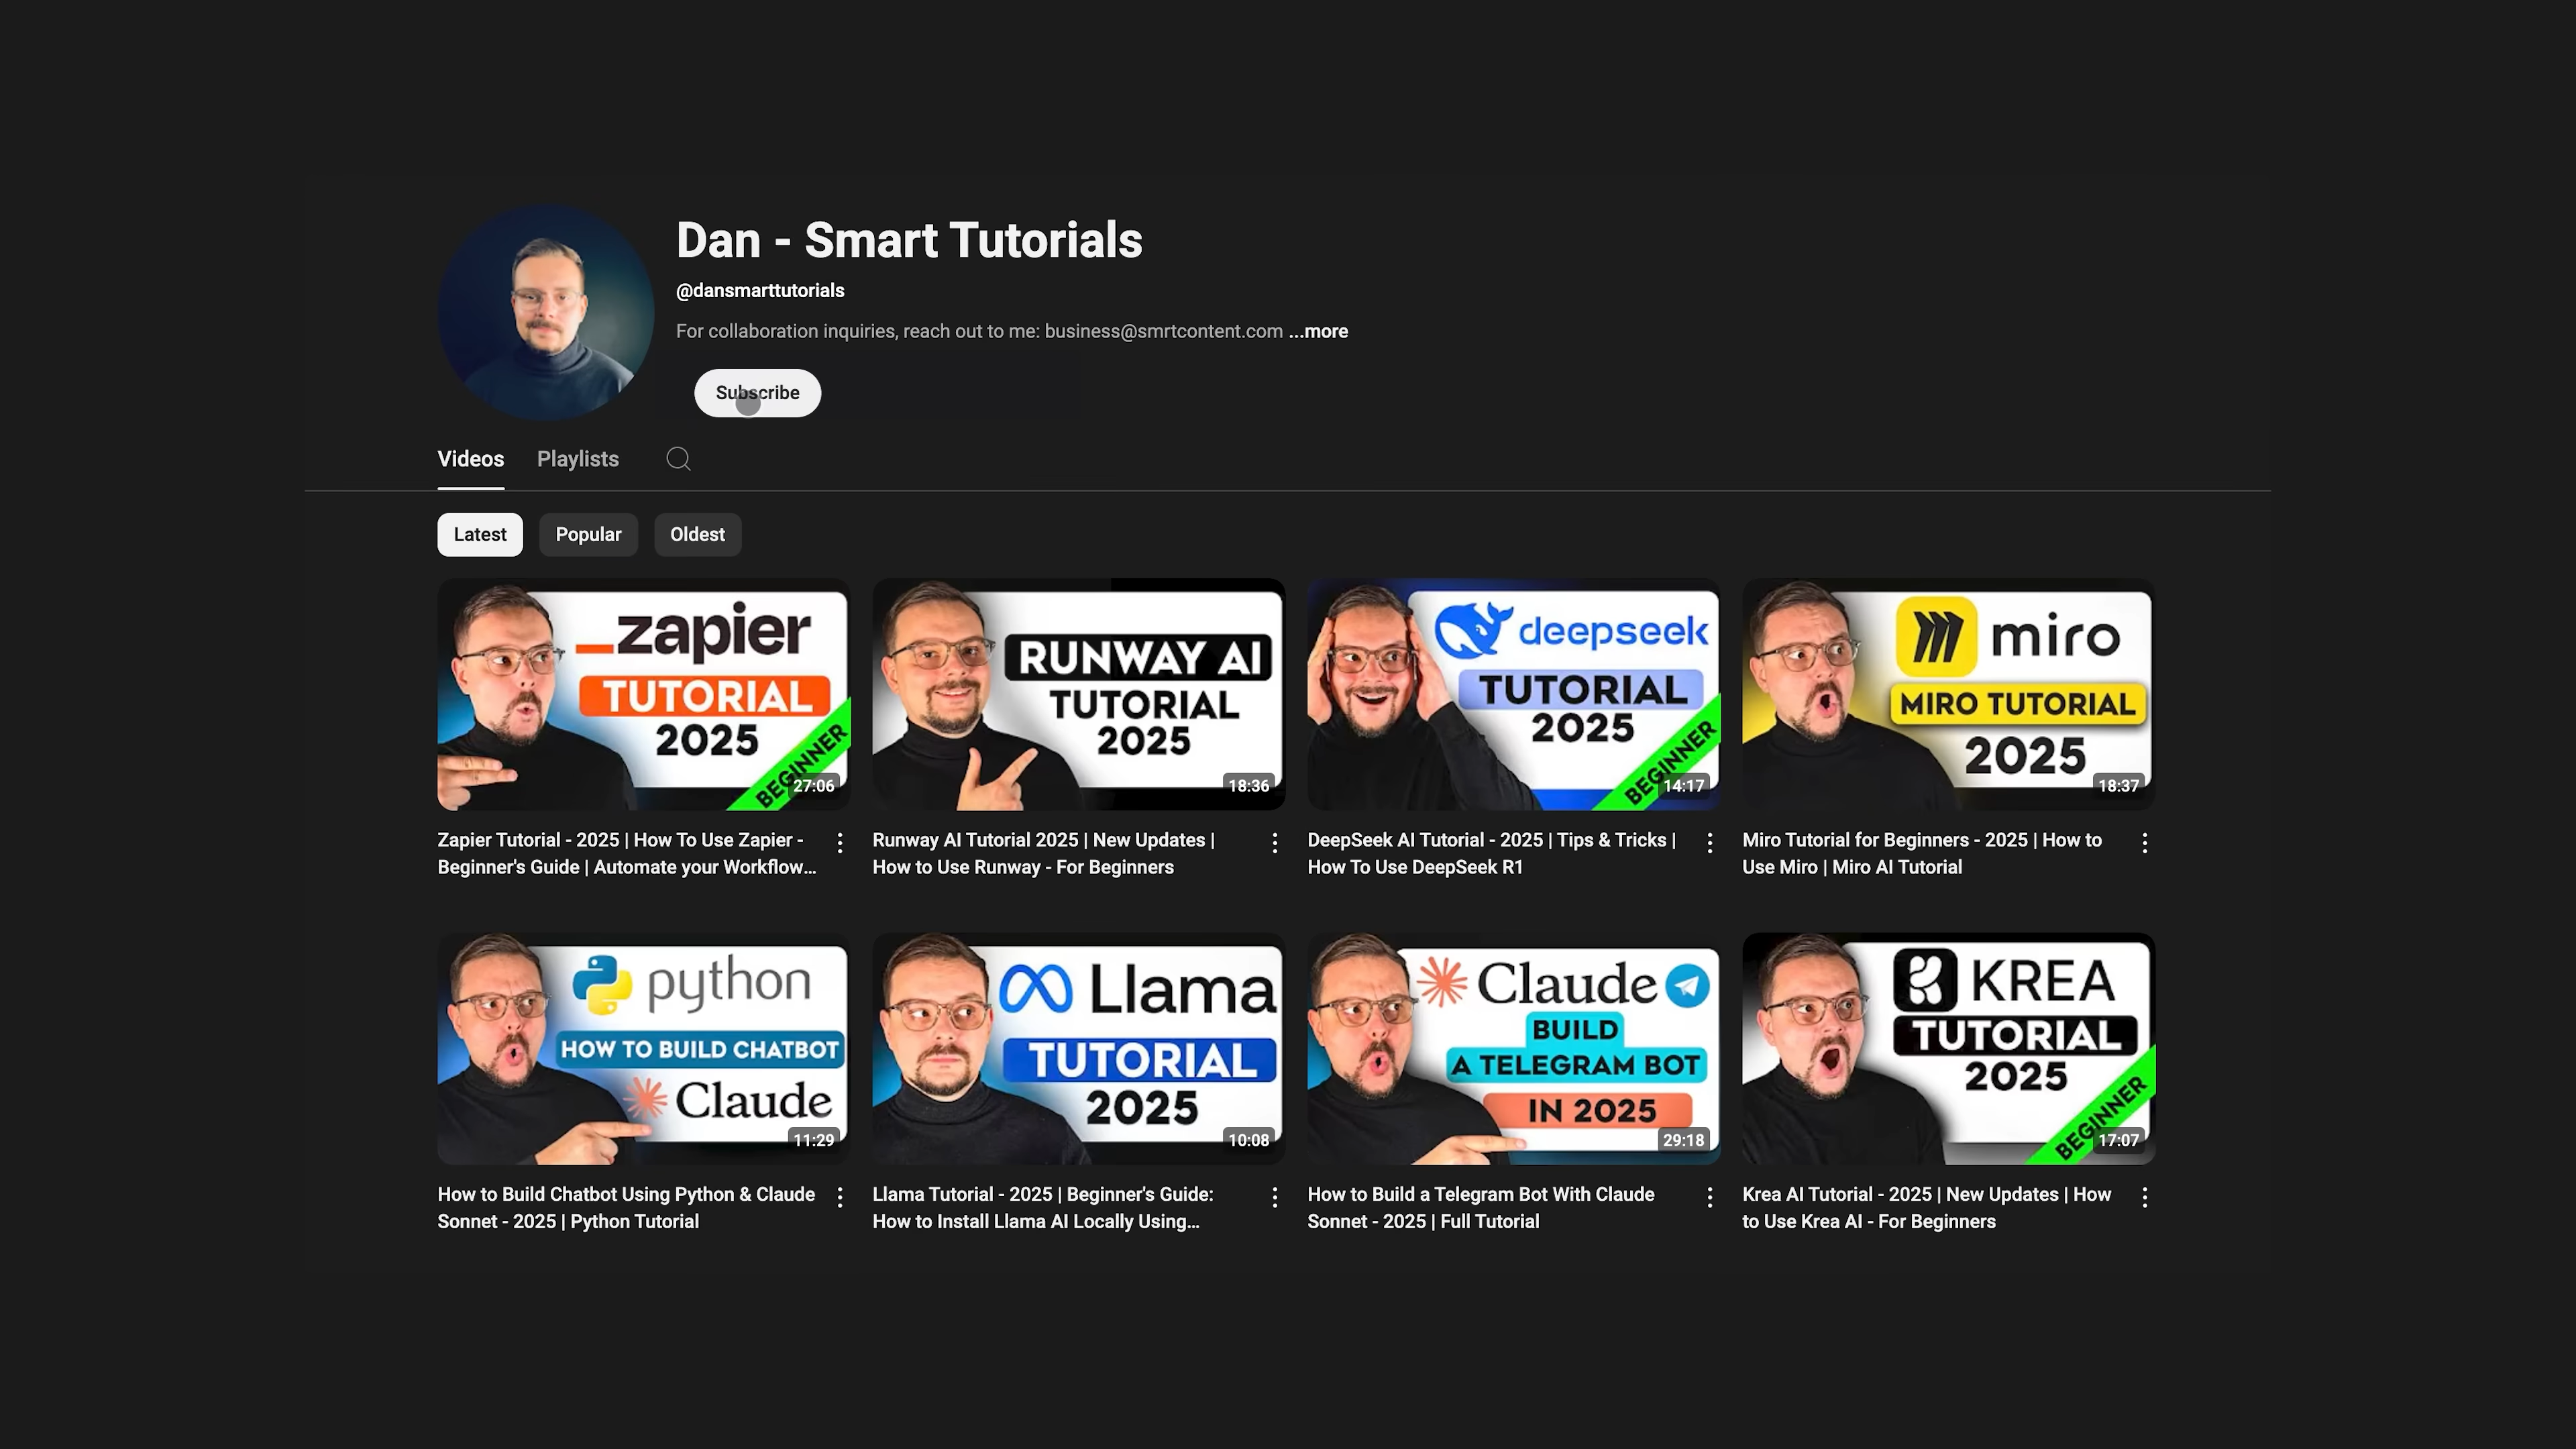 Dan - Smart Tutorials
@dansmarttutorials
For collaboration inquiries, reach out to me: business@smrtcontent.com ...more
Subscribe
Videos Playlists
Latest Popular Oldest
zapier
TUTORIAL
2025
BEGINNER
27:06
RUNWAY AI
TUTORIAL
2025
18:36
deepseek
TUTORIAL
2025
BEGINNER
14:17
miro
MIRO TUTORIAL
2025
18:37
Zapier Tutorial - 2025 | How To Use Zapier -
Beginner's Guide | Automate your Workflow...
Runway AI Tutorial 2025 | New Updates |
How to Use Runway - For Beginners
DeepSeek AI Tutorial - 2025 | Tips & Tricks |
How To Use DeepSeek R1
Miro Tutorial for Beginners - 2025 | How to
Use Miro | Miro AI Tutorial
python
HOW TO BUILD CHATBOT
Claude
11:29
Llama
TUTORIAL
2025
10:08
Claude
BUILD
A TELEGRAM BOT
IN 2025
29:18
KREA
TUTORIAL
2025
BEGINNER
17:07
How to Build Chatbot Using Python & Claude
Sonnet - 2025 | Python Tutorial
Llama Tutorial - 2025 | Beginner's Guide:
How to Install Llama AI Locally Using...
How to Build a Telegram Bot With Claude
Sonnet - 2025 | Full Tutorial
Krea AI Tutorial - 2025 | New Updates | How
to Use Krea AI - For Beginners